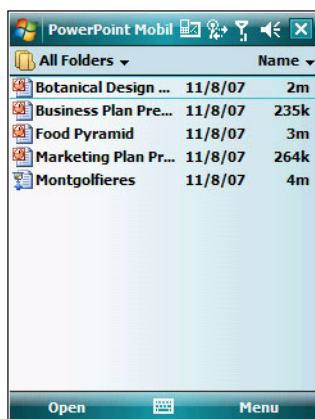 PowerPoint Mobil
All Folders Name
Botanical Design ... 11/8/07 2m
Business Plan Pre... 11/8/07 235k
Food Pyramid 11/8/07 3m
Marketing Plan Pr... 11/8/07 264k
Montgolfieres 11/8/07 4m
Open Menu